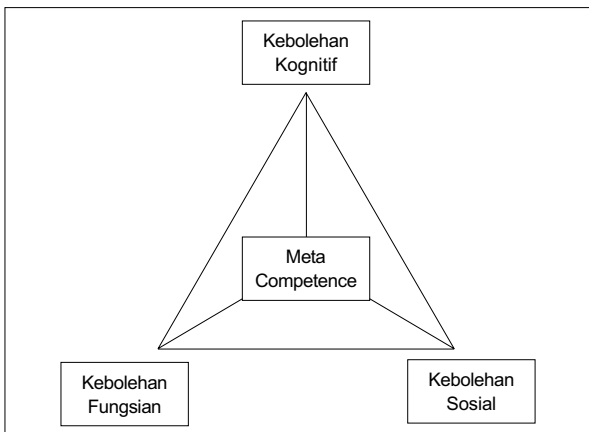 Kebolehan
Kognitif
Meta
Competence
Kebolehan
Fungsian
Kebolehan
Sosial